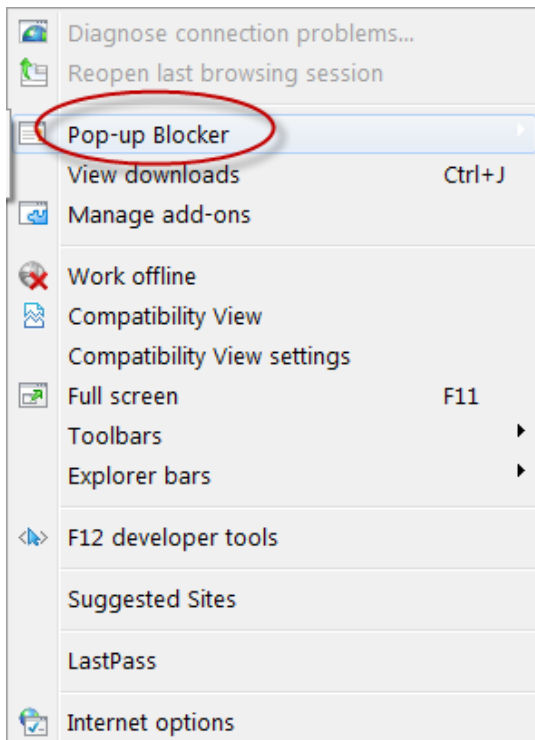 Diagnose connection problems...
Reopen last browsing session
Pop-up Blocker
View downloads Ctrl+J
Manage add-ons
Work offline
Compatibility View
Compatibility View settings
Full screen F11
Toolbars
Explorer bars
F12 developer tools
Suggested Sites
LastPass
Internet options